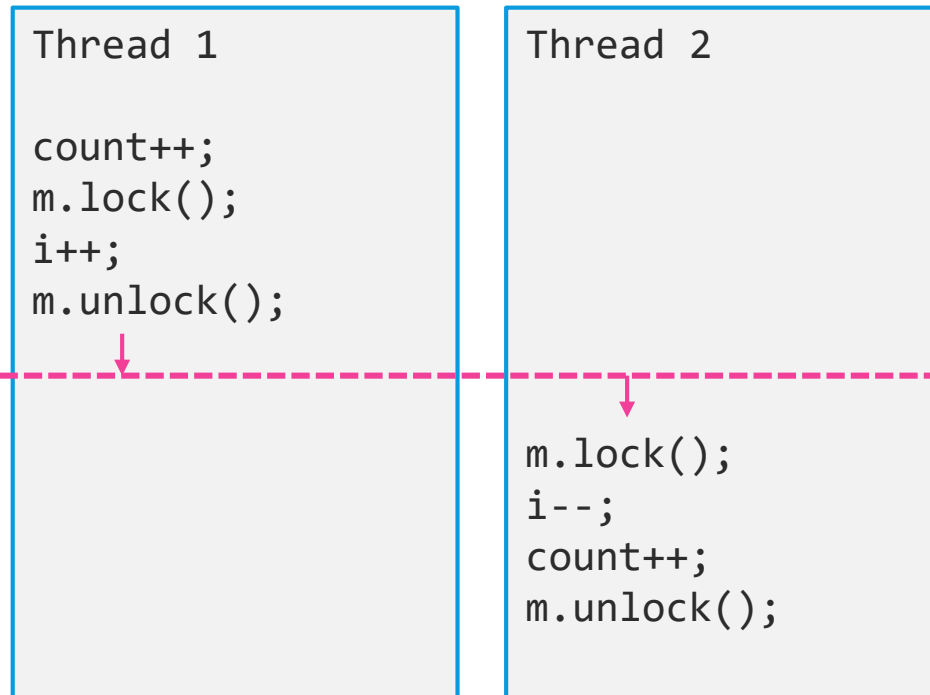 Thread 1
count++;
m.lock();
i++;
m.unlock();
Thread 2
m.lock();
i--;
count++;
m.unlock();